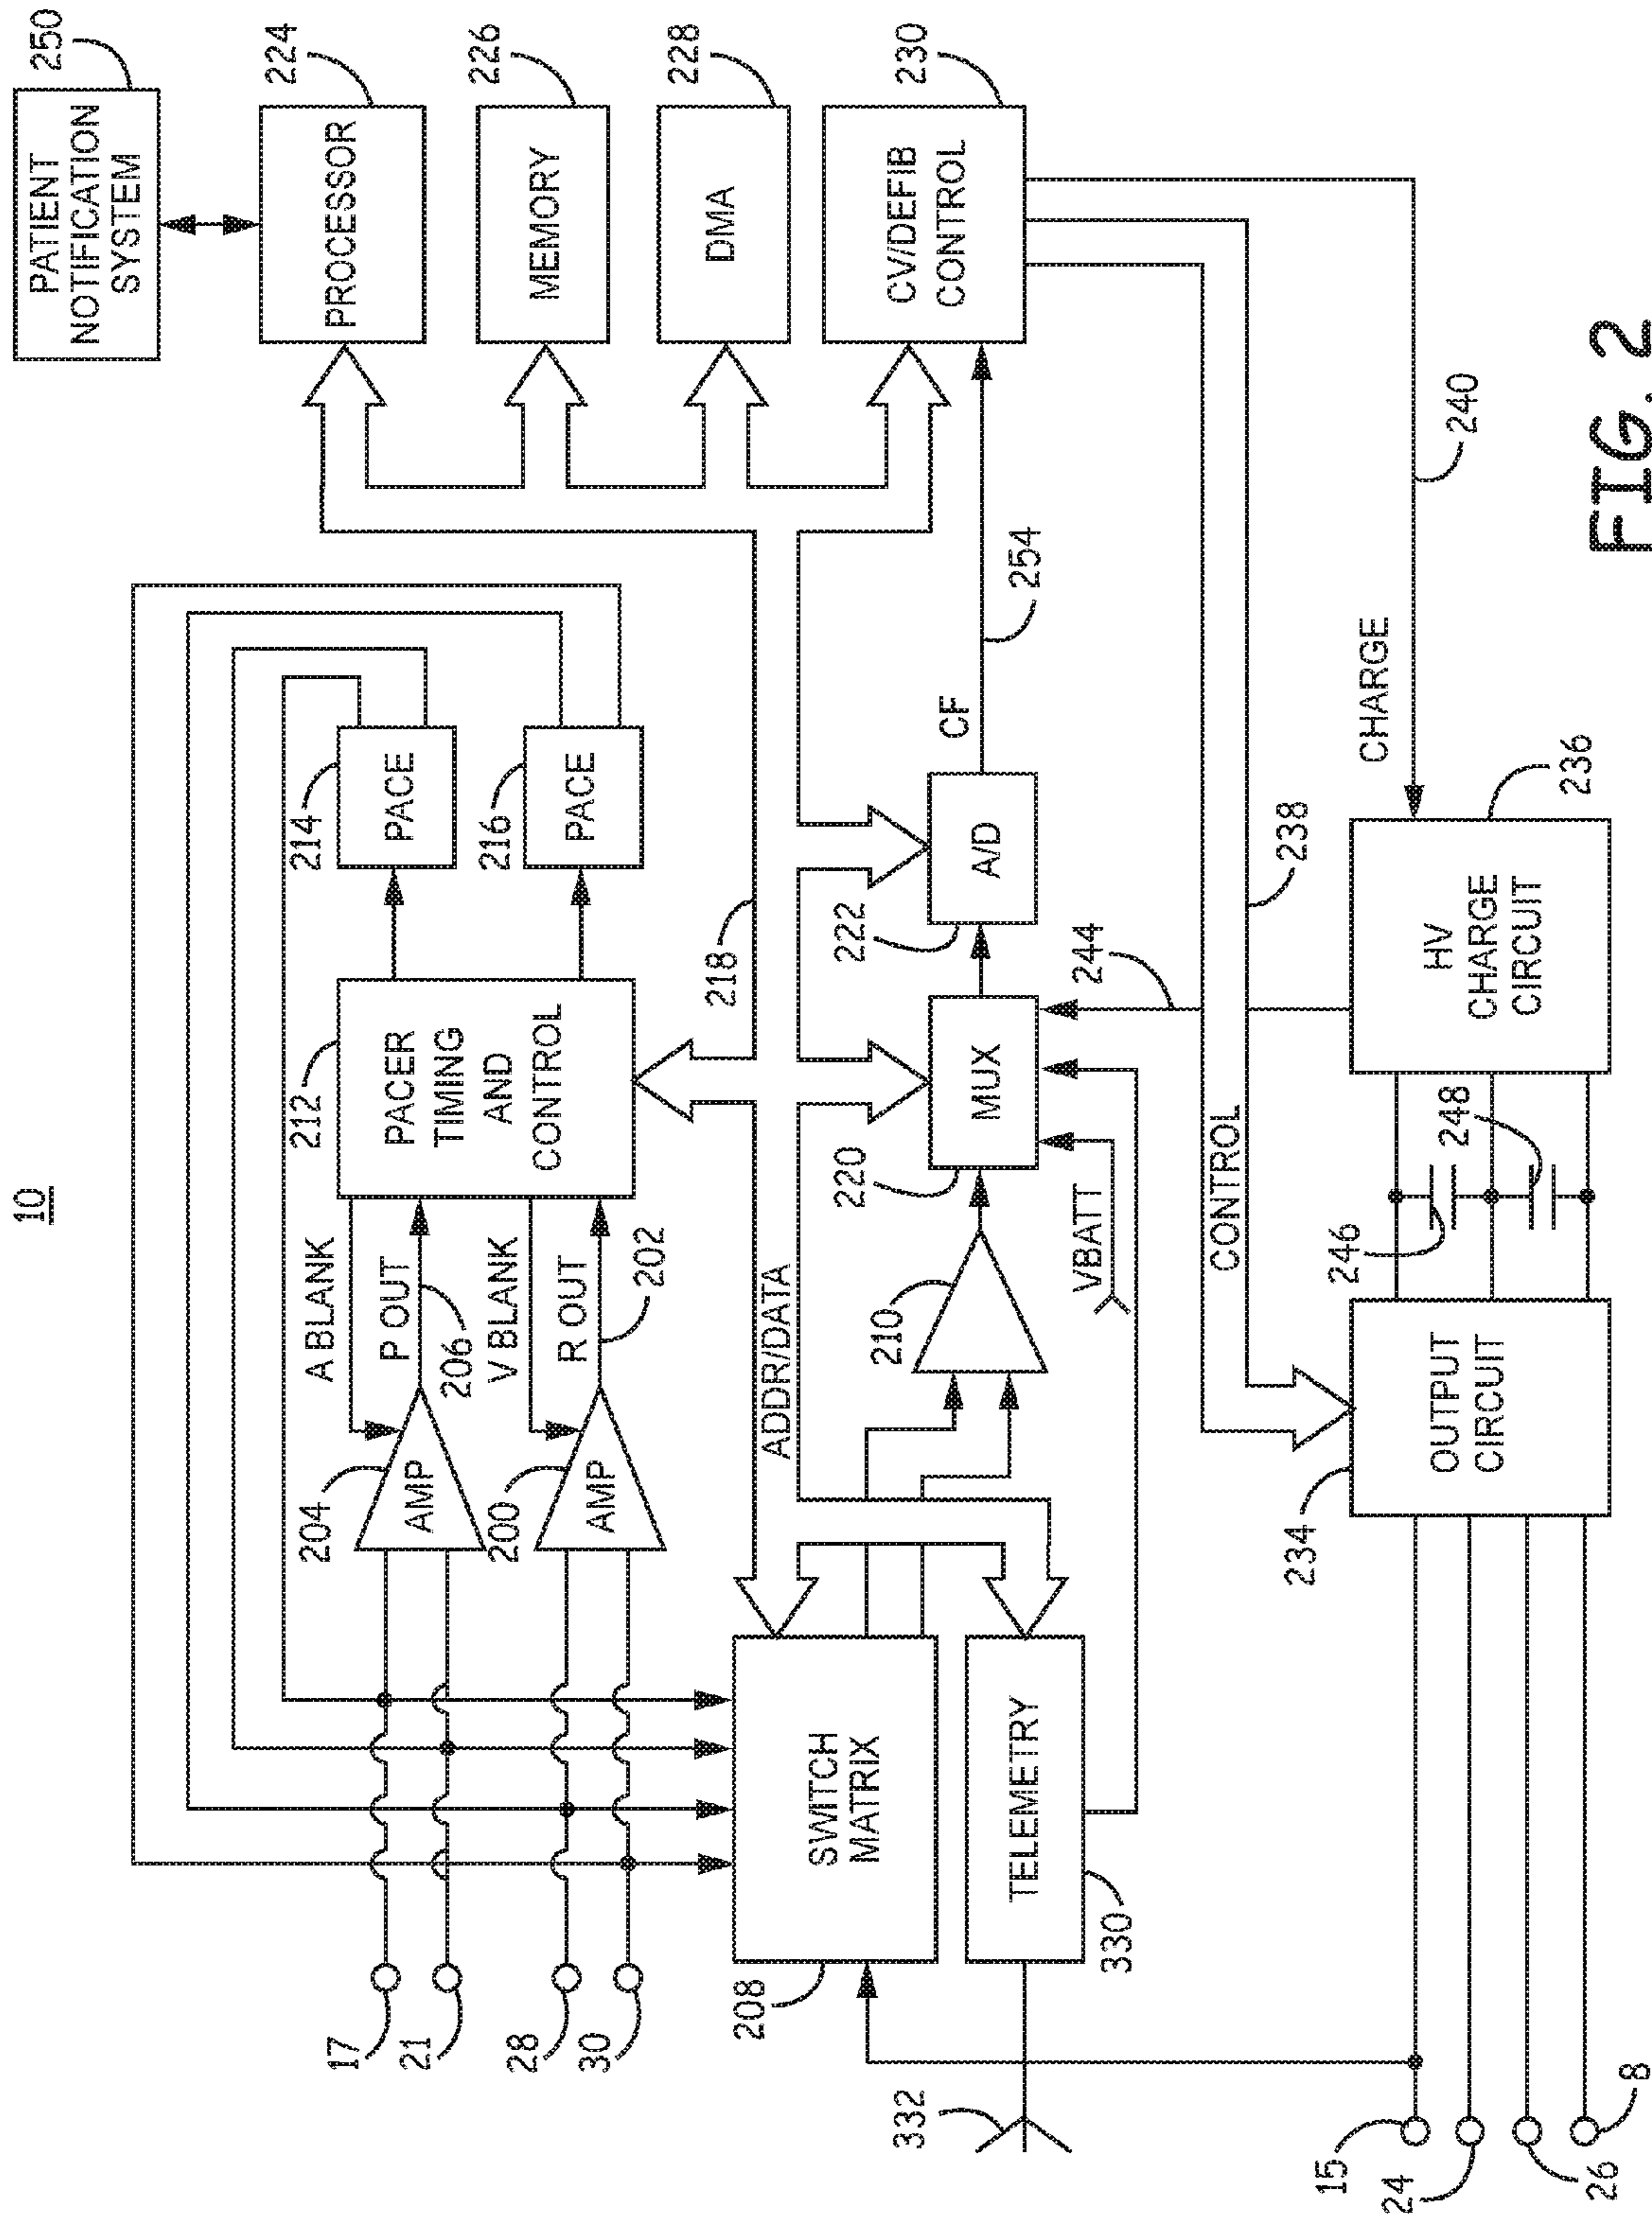 10
PATIENT
NOTIFICATION
SYSTEM
250
PROCESSOR
224
MEMORY
226
DMA
228
CV/DEFIB
CONTROL
230
17
21
28
30
204
AMP
200
AMP
A BLANK
P OUT
206
V BLANK
R OUT
202
212
PACER
TIMING
AND
CONTROL
214
PACE
216
PACE
218
ADDR/DATA
SWITCH
MATRIX
208
210
220
MUX
222
A/D
CF
254
VBATT
244
TELEMETRY
330
332
CONTROL
238
CHARGE
240
15
24
26
8
234
OUTPUT
CIRCUIT
246
248
HV
CHARGE
CIRCUIT
236
FIG. 2